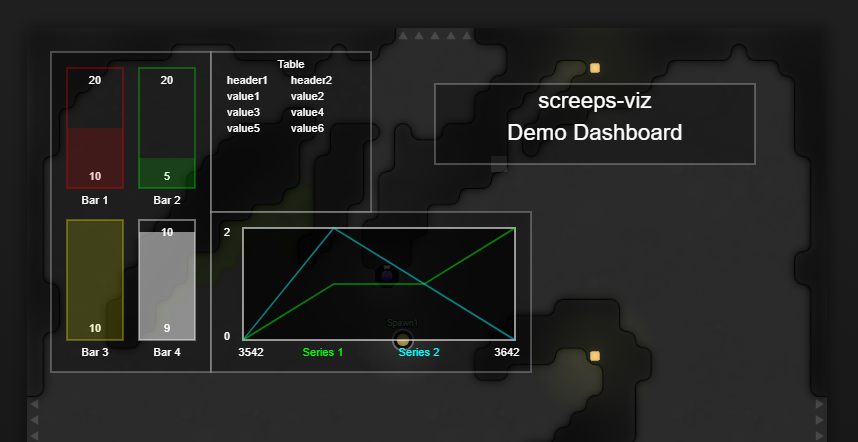 screeps-viz
Demo Dashboard
20
10
Bar 1
20
5
Bar 2
10
Bar 3
10
9
Bar 4
Table
header1 header2
value1 value2
value3 value4
value5 value6
2
0
Spawn1
3542 Series 1 Series 2 3642